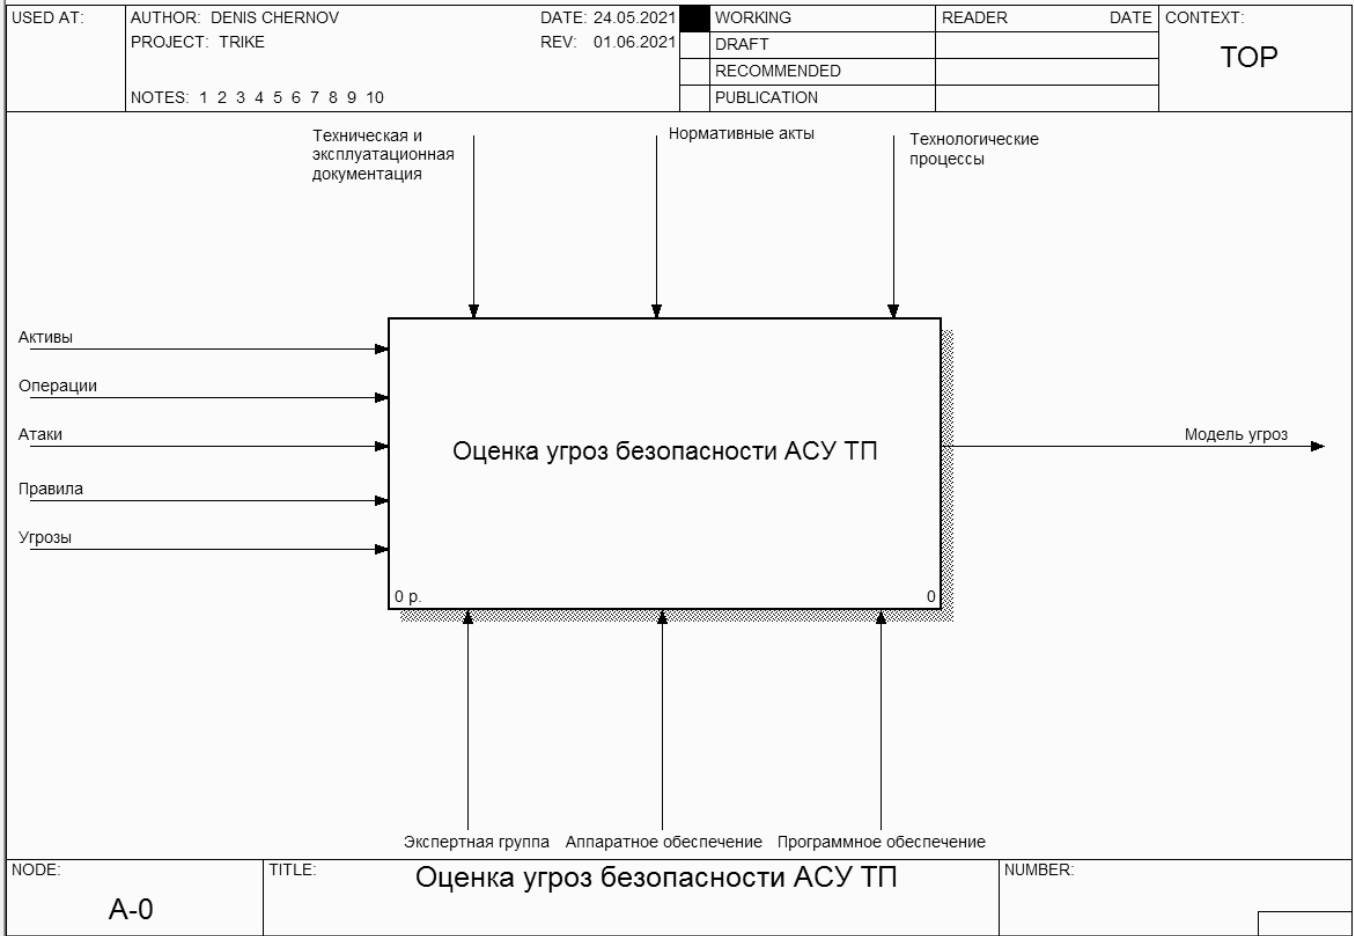 USED AT:
AUTHOR: DENIS CHERNOV
DATE: 24.05.2021
PROJECT: TRIKE
REV: 01.06.2021
NOTES: 1 2 3 4 5 6 7 8 9 10
WORKING
DRAFT
RECOMMENDED
PUBLICATION
READER DATE
CONTEXT:
TOP
Техническая и
эксплуатационная
документация
Нормативные акты
Технологические
процессы
Активы
Операции
Атаки
Правила
Угрозы
Оценка угроз безопасности АСУ ТП
0 р.
0
Модель угроз
Экспертная группа
Аппаратное обеспечение
Программное обеспечение
NODE:
A-0
TITLE:
Оценка угроз безопасности АСУ ТП
NUMBER: